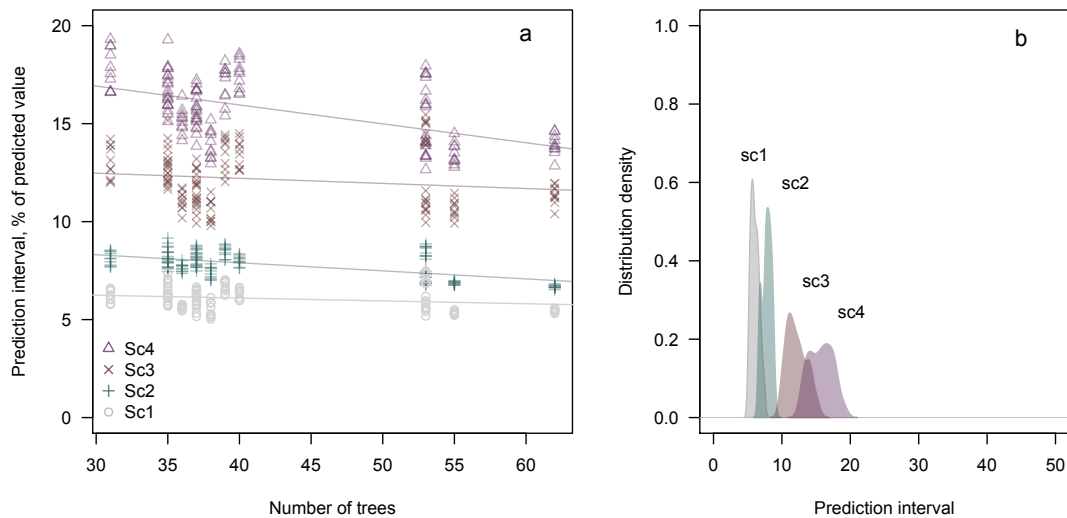 a
20
15
10
5
0
Prediction interval, % of predicted value
Sc4
Sc3
Sc2
Sc1
30 35 40 45 50 55 60
Number of trees
b
1.0
0.8
0.6
0.4
0.2
0.0
Distribution density
sc1
sc2
sc3
sc4
0 10 20 30 40 50
Prediction interval